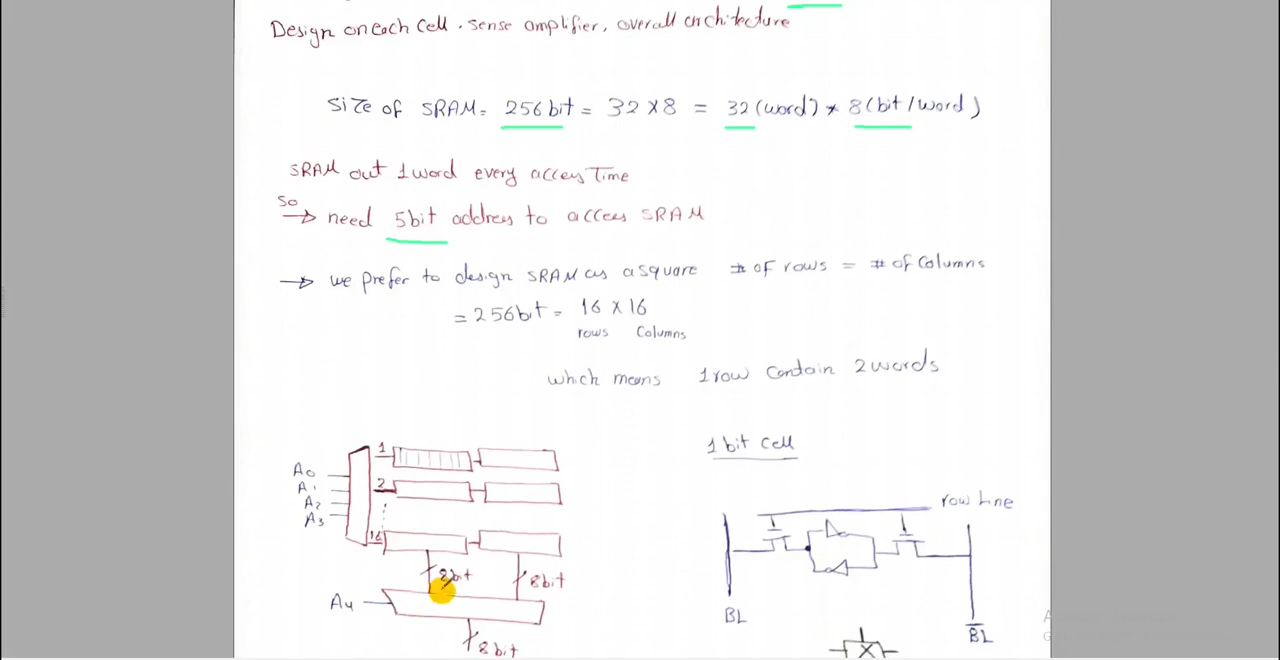 Design on each cell . sense amplifier, overall architecture
Size of SRAM = 256 bit = 32 x 8 = 32 (word) * 8 (bit / word)
SRAM out 1 word every access Time
So
→ need 5 bit address to access SRAM
→ we prefer to design SRAM as a square # of rows = # of columns
= 256 bit = 16 x 16
rows columns
which means 1 row contain 2 words
1 bit cell
1
A0
A1
2
A2
A3
16
row line
8 bit
8 bit
A4
BL
B̅L̅
8 bit